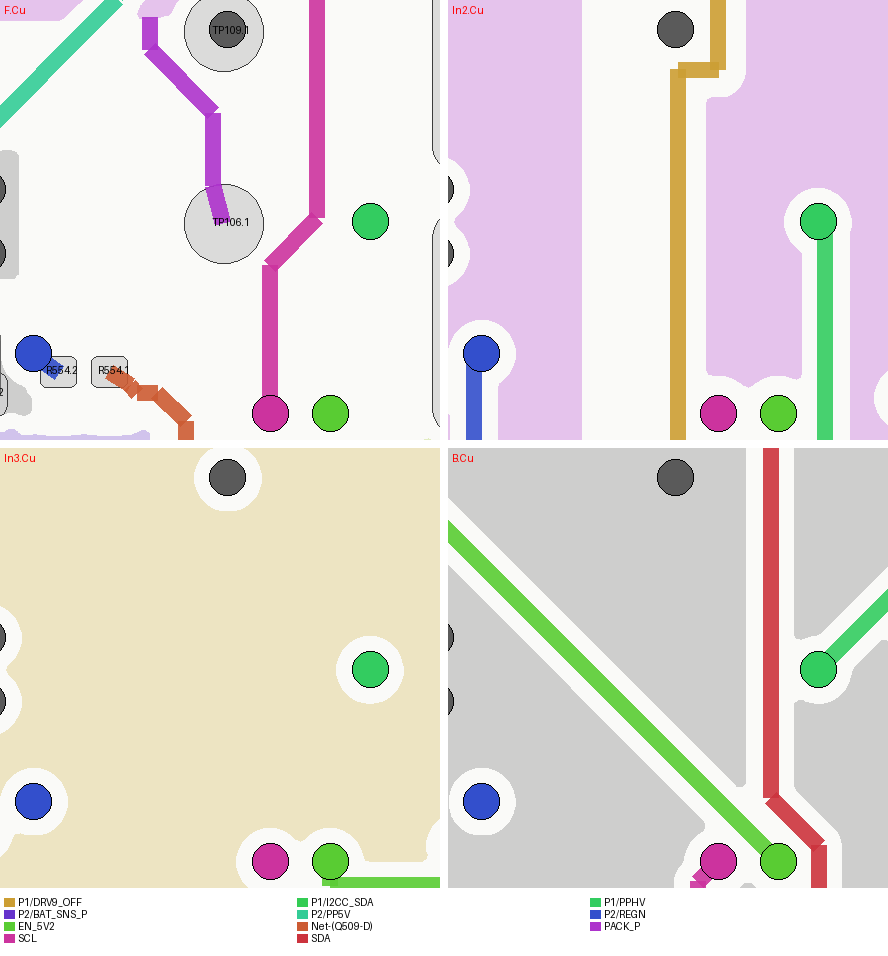 F.Cu
In2.Cu
TP109.1
TP106.1
R554.2
R554.1
2
In3.Cu
B.Cu
P1/DRV9_OFF
P2/BAT_SNS_P
EN_5V2
SCL
P1/I2CC_SDA
P2/PP5V
Net-(Q509-D)
SDA
P1/PPHV
P2/REGN
PACK_P